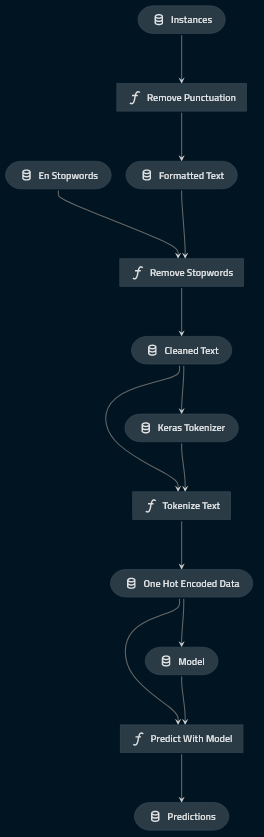 Instances
Remove Punctuation
En Stopwords
Formatted Text
Remove Stopwords
Cleaned Text
Keras Tokenizer
Tokenize Text
One Hot Encoded Data
Model
Predict With Model
Predictions